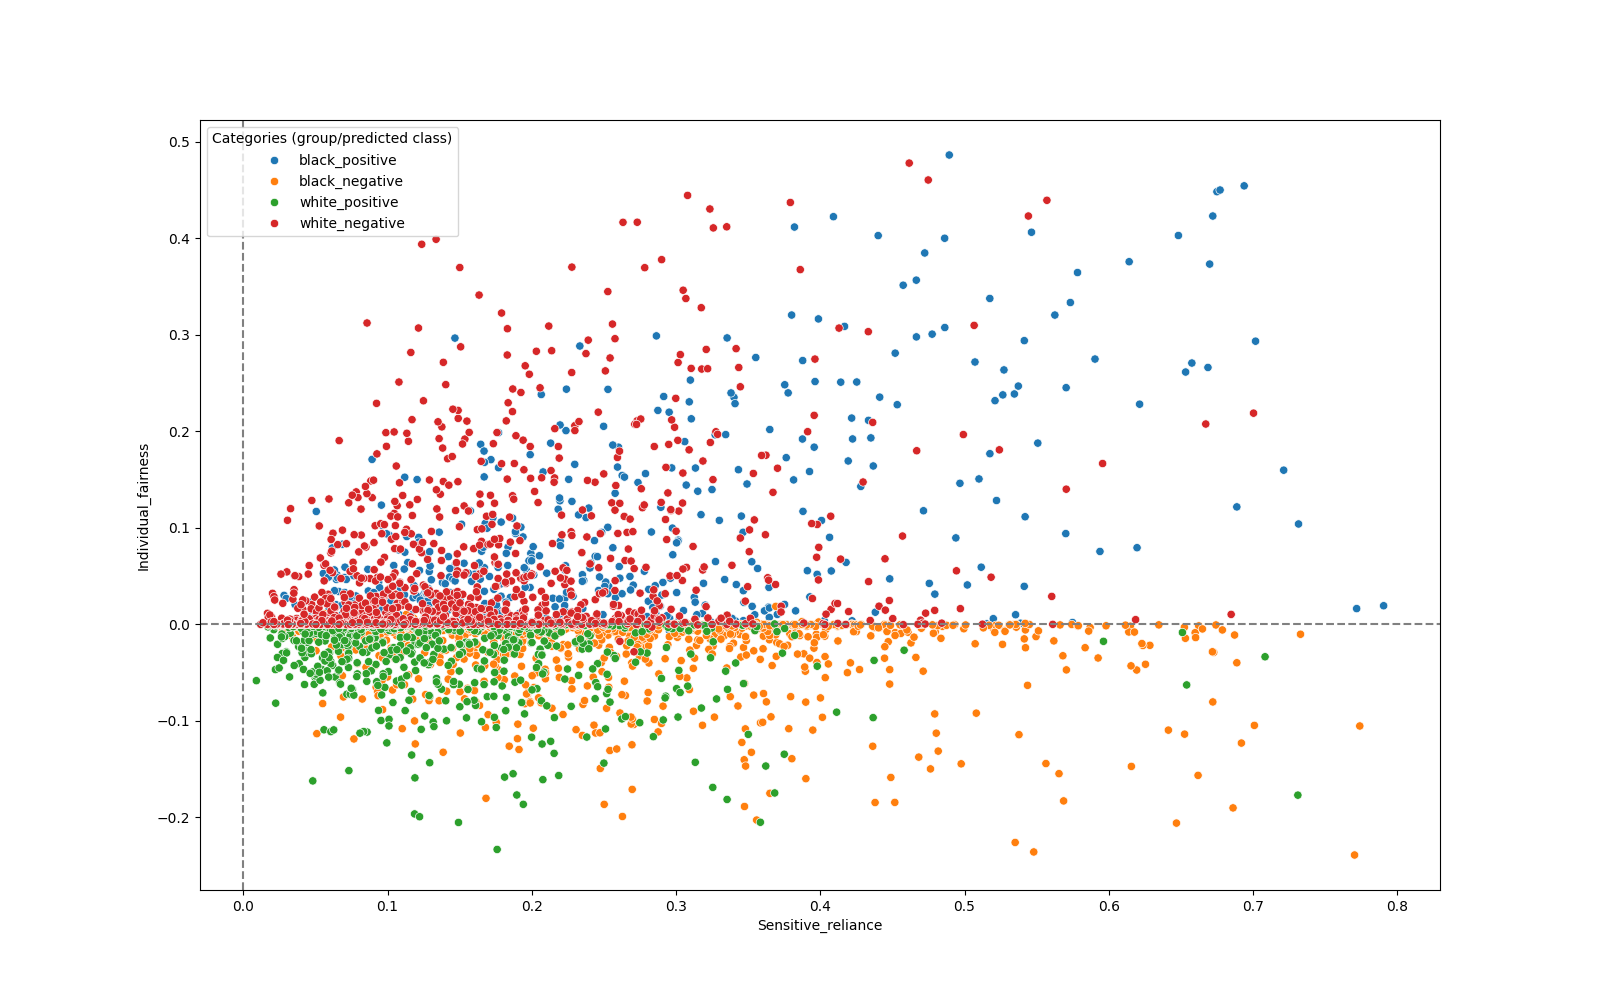 Categories (group/predicted class)
black_positive
black_negative
white_positive
white_negative
0.5
0.4
0.3
0.2
0.1
0.0
−0.1
−0.2
Individual_fairness
0.0 0.1 0.2 0.3 0.4 0.5 0.6 0.7 0.8
Sensitive_reliance